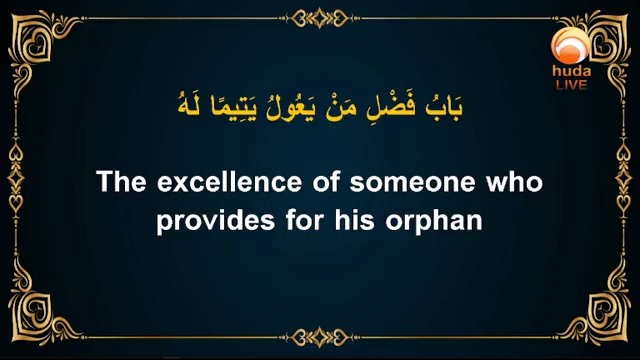 huda
LIVE
بَابُ فَضْلِ مَنْ يَعُولُ يَتِيمًا لَهُ
The excellence of someone who
provides for his orphan